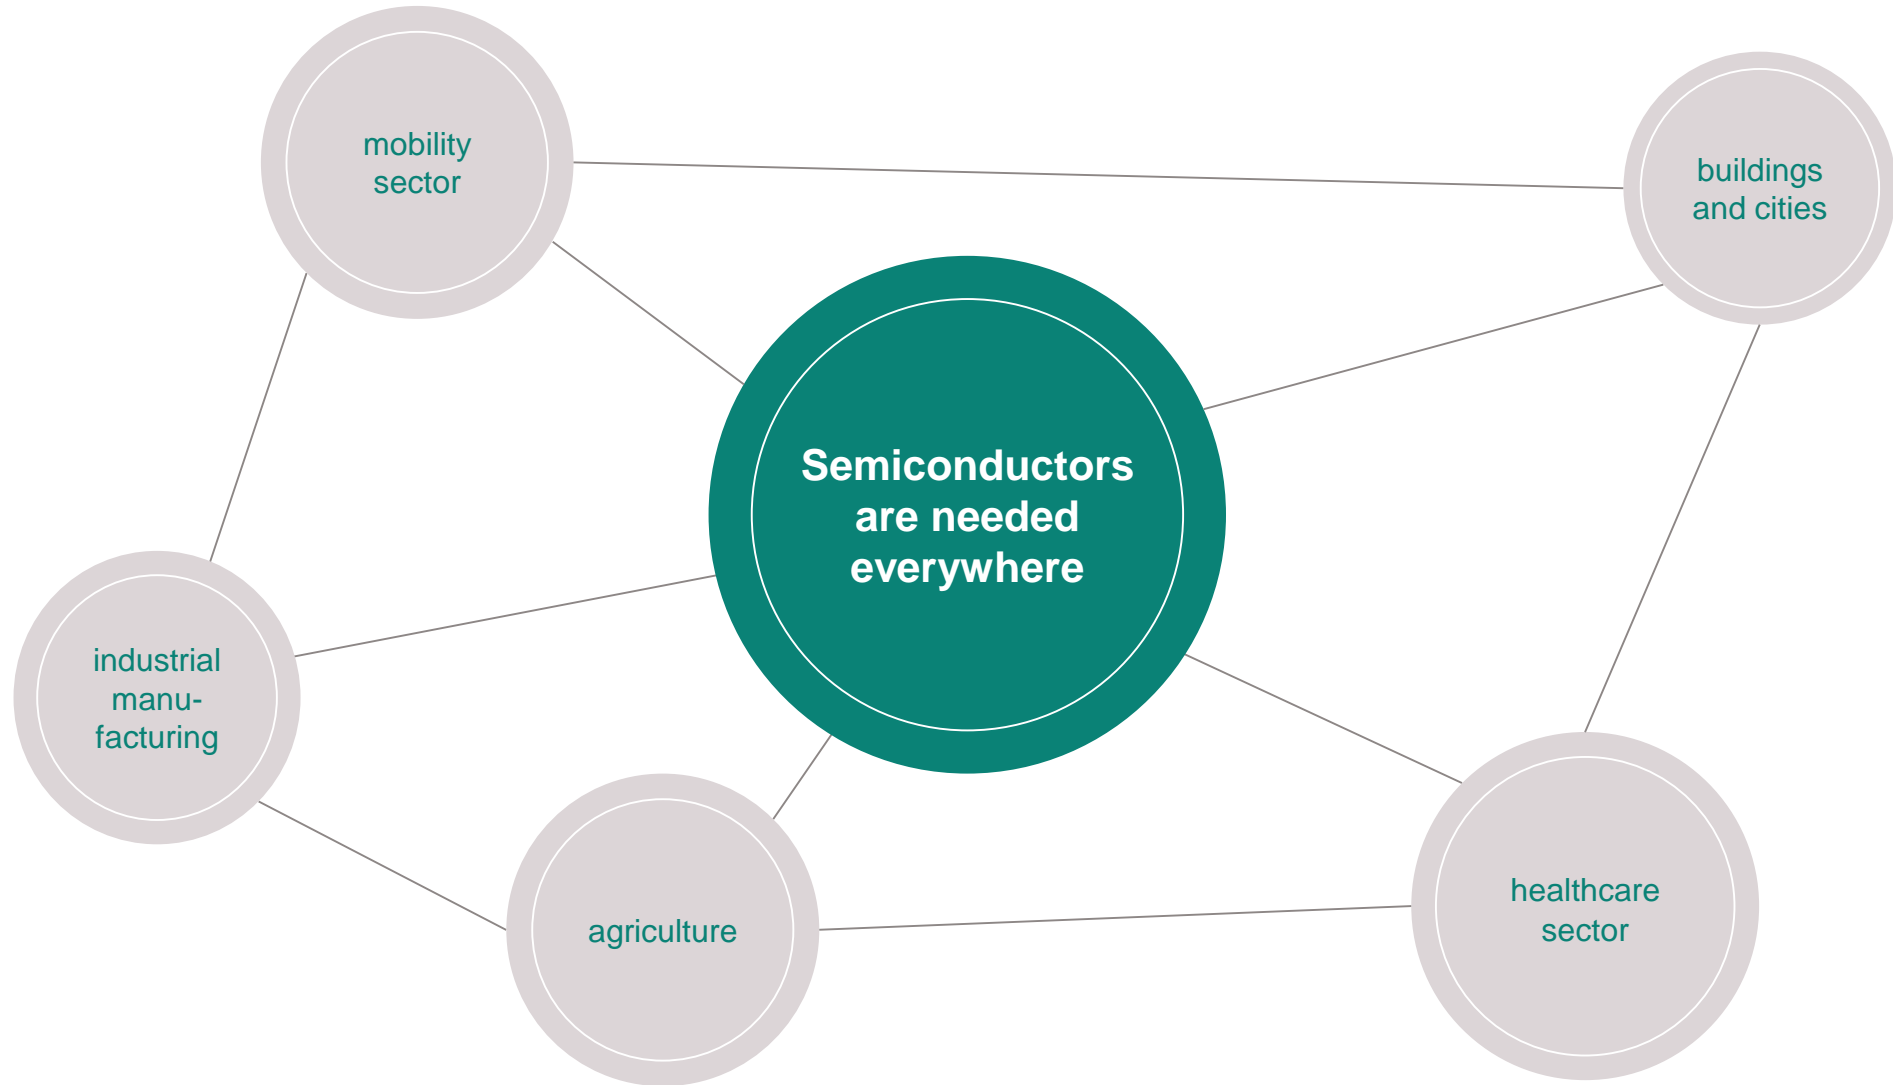 mobility
sector
buildings
and cities
Semiconductors
are needed
everywhere
industrial
manu-
facturing
agriculture
healthcare
sector